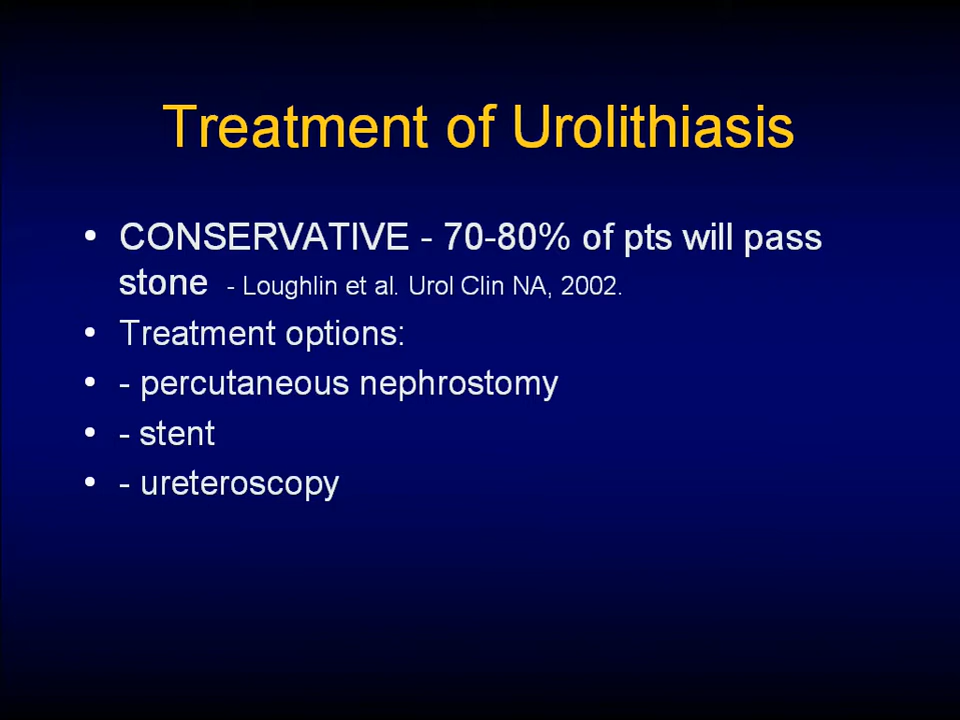 Treatment of Urolithiasis
• CONSERVATIVE - 70-80% of pts will pass
stone - Loughlin et al. Urol Clin NA, 2002.
• Treatment options:
• - percutaneous nephrostomy
• - stent
• - ureteroscopy